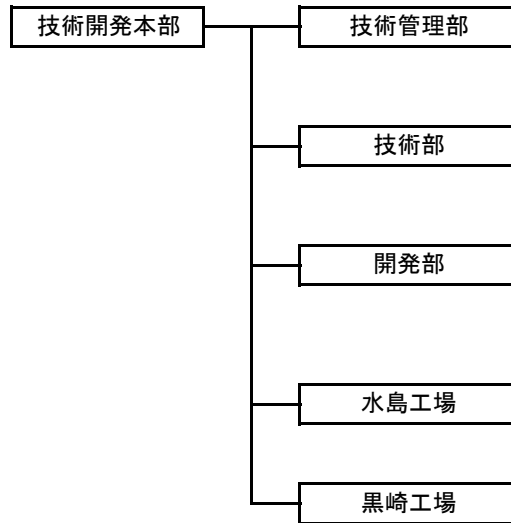 技術開発本部
技術管理部
技術部
開発部
水島工場
黒崎工場